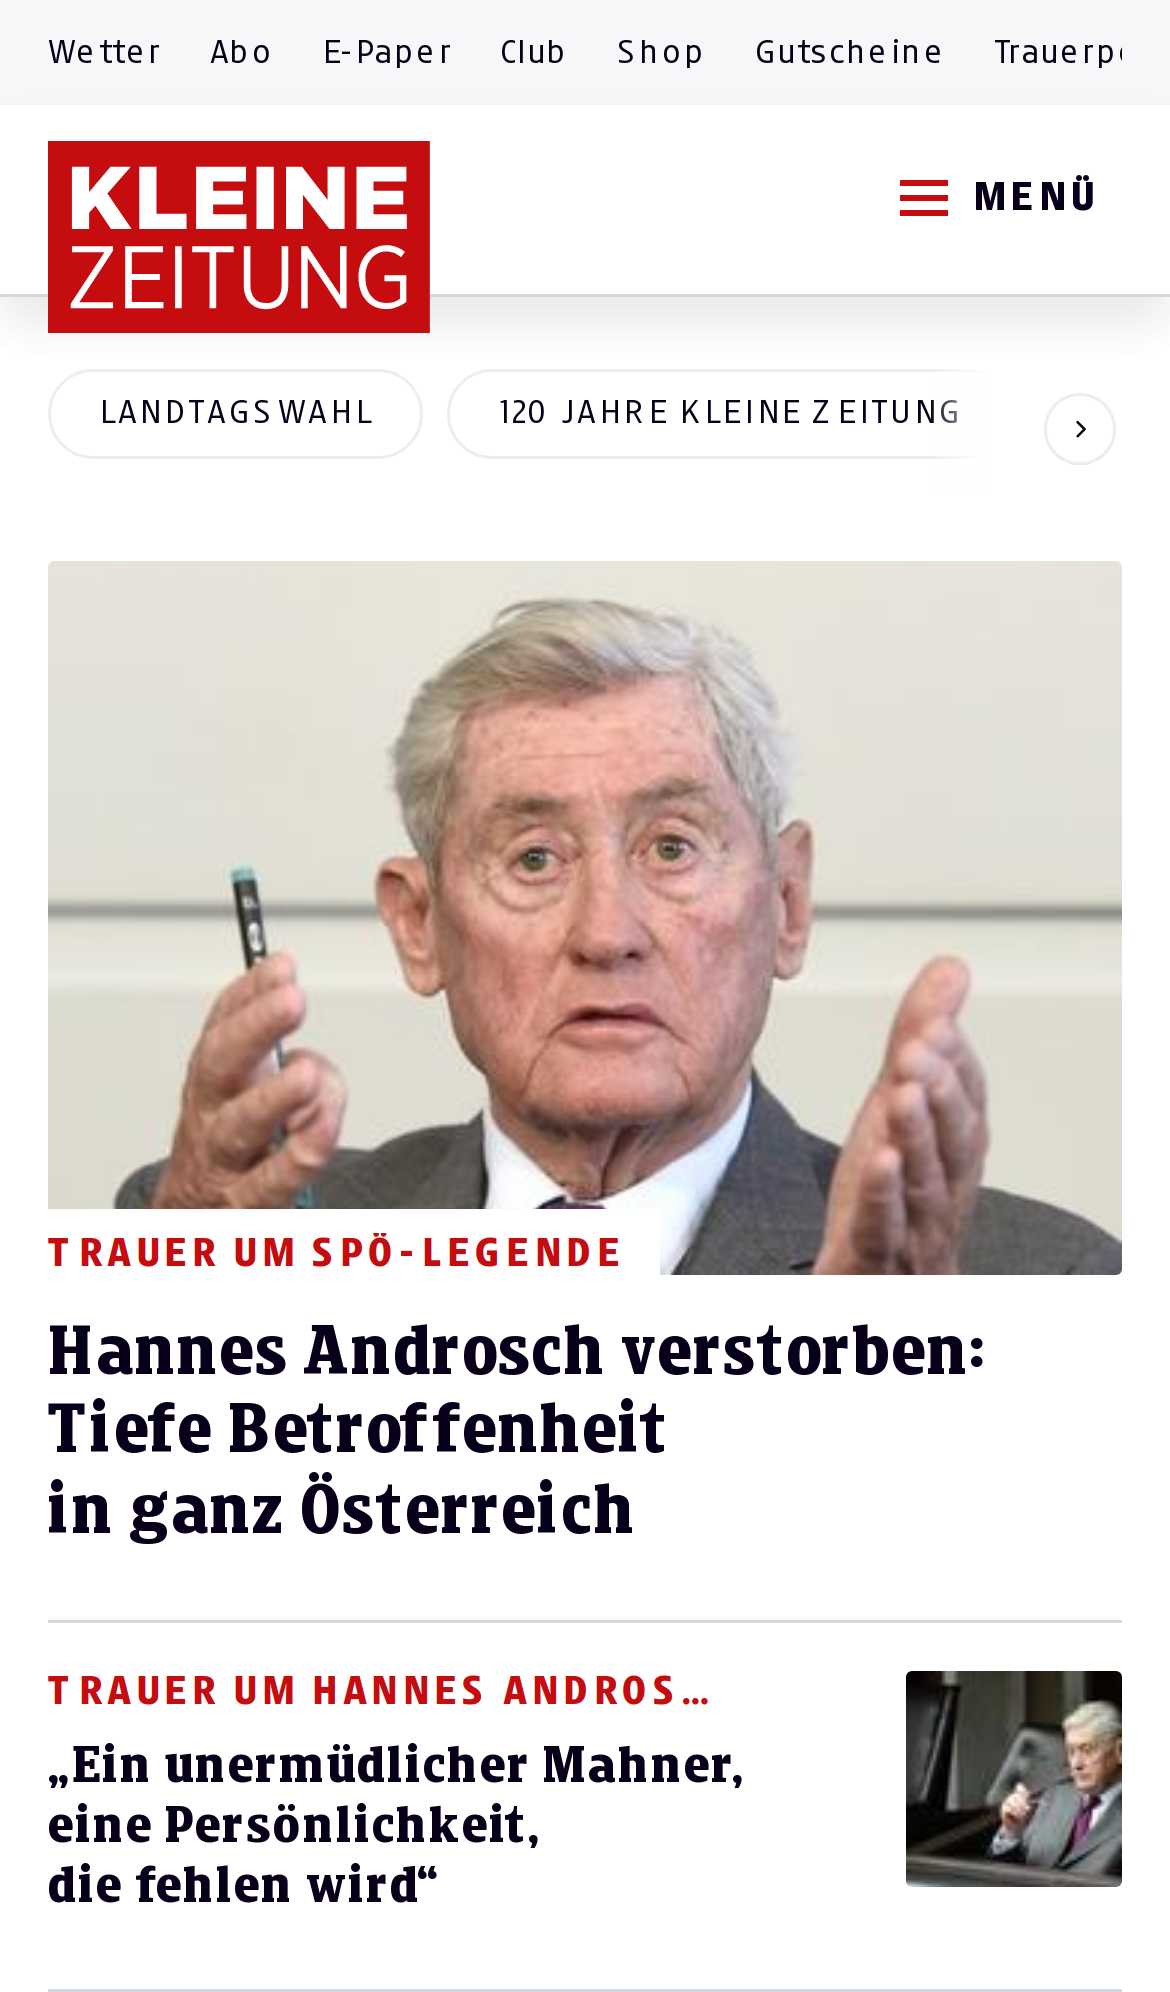 Wetter Abo E-Paper Club Shop Gutscheine Trauerp
KLEINE
ZEITUNG
MENÜ
LANDTAGSWAHL 120 JAHRE KLEINE ZEITUNG
TRAUER UM SPÖ-LEGENDE
Hannes Androsch verstorben:
Tiefe Betroffenheit
in ganz Österreich
TRAUER UM HANNES ANDROS...
„Ein unermüdlicher Mahner,
eine Persönlichkeit,
die fehlen wird“